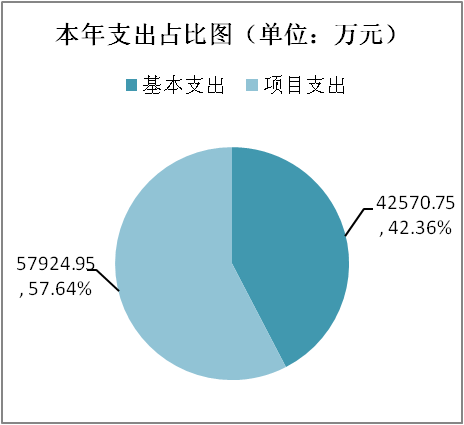 本年支出占比图（单位：万元）
基本支出 项目支出
42570.75
, 42.36%
57924.95
, 57.64%